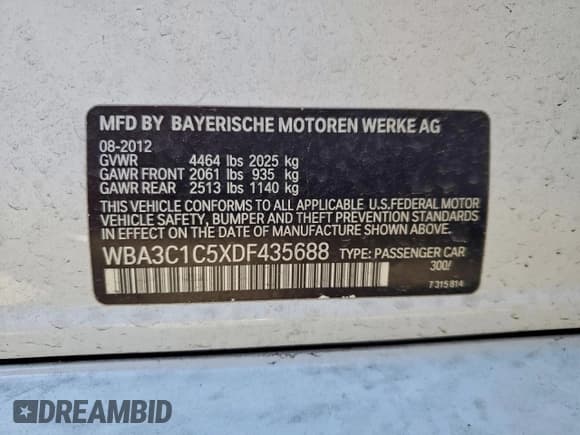 MFD BY BAYERISCHE MOTOREN WERKE AG
08-2012
GVWR 4464 lbs 2025 kg
GAWR FRONT 2061 lbs 935 kg
GAWR REAR 2513 lbs 1140 kg
THIS VEHICLE CONFORMS TO ALL APPLICABLE U.S.FEDERAL MOTOR
VEHICLE SAFETY, BUMPER AND THEFT PREVENTION STANDARDS
IN EFFECT ON THE DATE OF MANUFACTURE SHOWN ABOVE.
WBA3C1C5XDF435688 TYPE: PASSENGER CAR
300/
7 315 814
DREAMBID